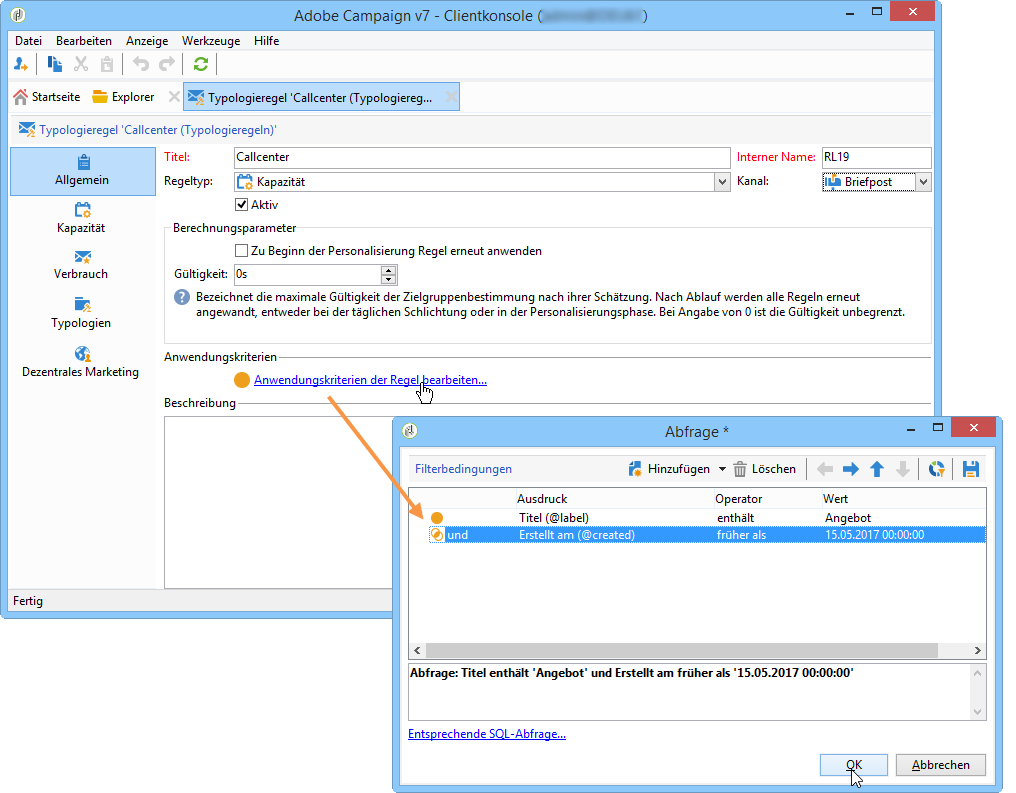 Adobe Campaign v7 - Clientkonsole ( )
Datei Bearbeiten Anzeige Werkzeuge Hilfe
Startseite Explorer Typologieregel 'Callcenter (Typologiereg...
Typologieregel 'Callcenter (Typologieregeln)'
Allgemein
Kapazität
Verbrauch
Typologien
Dezentrales Marketing
Titel: Callcenter Interner Name: RL19
Regeltyp: Kapazität Kanal: Briefpost
Aktiv
Berechnungsparameter
Zu Beginn der Personalisierung Regel erneut anwenden
Gültigkeit: 0s
Bezeichnet die maximale Gültigkeit der Zielgruppenbestimmung nach ihrer Schätzung. Nach Ablauf werden alle Regeln erneut
angewandt, entweder bei der täglichen Schlichtung oder in der Personalisierungsphase. Bei Angabe von 0 ist die Gültigkeit unbegrenzt.
Anwendungskriterien
Anwendungskriterien der Regel bearbeiten...
Beschreibung
Fertig
Abfrage *
Filterbedingungen Hinzufügen Löschen
Ausdruck Operator Wert
Titel (@label) enthält Angebot
und Erstellt am (@created) früher als 15.05.2017 00:00:00
Abfrage: Titel enthält 'Angebot' und Erstellt am früher als '15.05.2017 00:00:00'
Entsprechende SQL-Abfrage...
OK Abbrechen